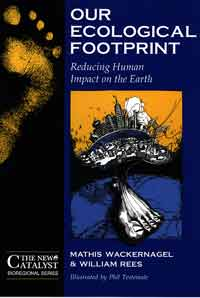 OUR
ECOLOGICAL
FOOTPRINT
Reducing Human
Impact on the Earth
THE NEW
CATALYST
BIOREGIONAL SERIES
MATHIS WACKERNAGEL
& WILLIAM REES
Illustrated by Phil Testemale